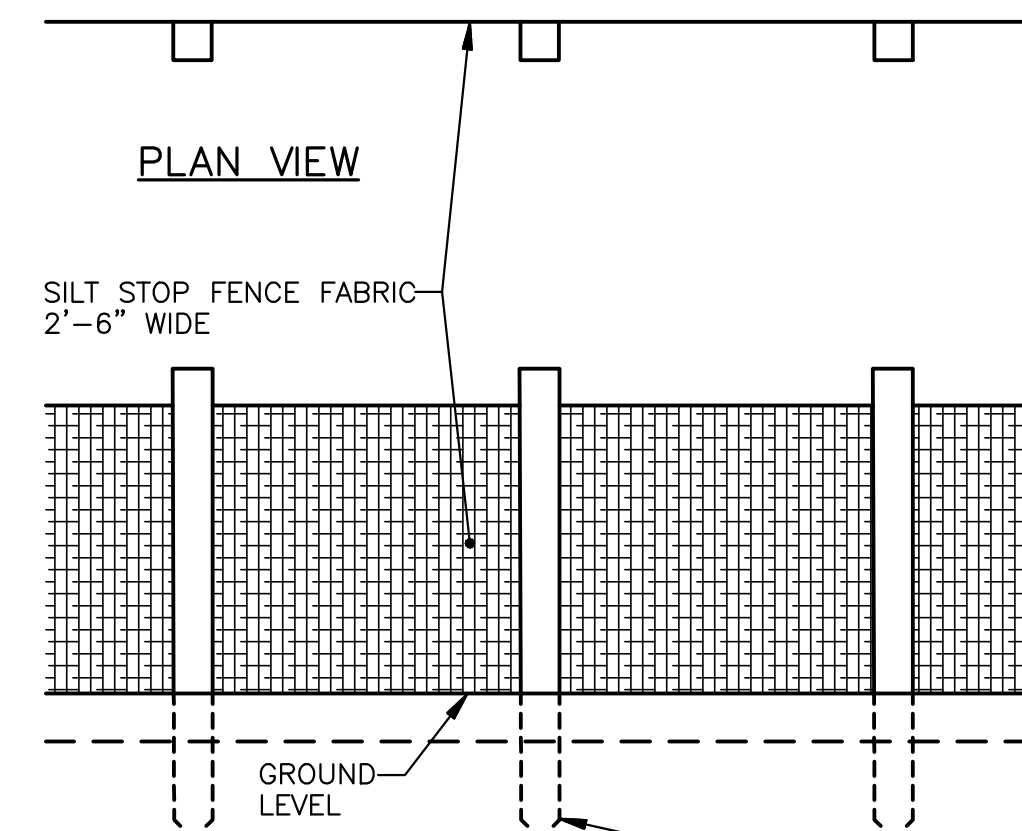 PLAN VIEW
SILT STOP FENCE FABRIC
2'-6" WIDE
GROUND
LEVEL